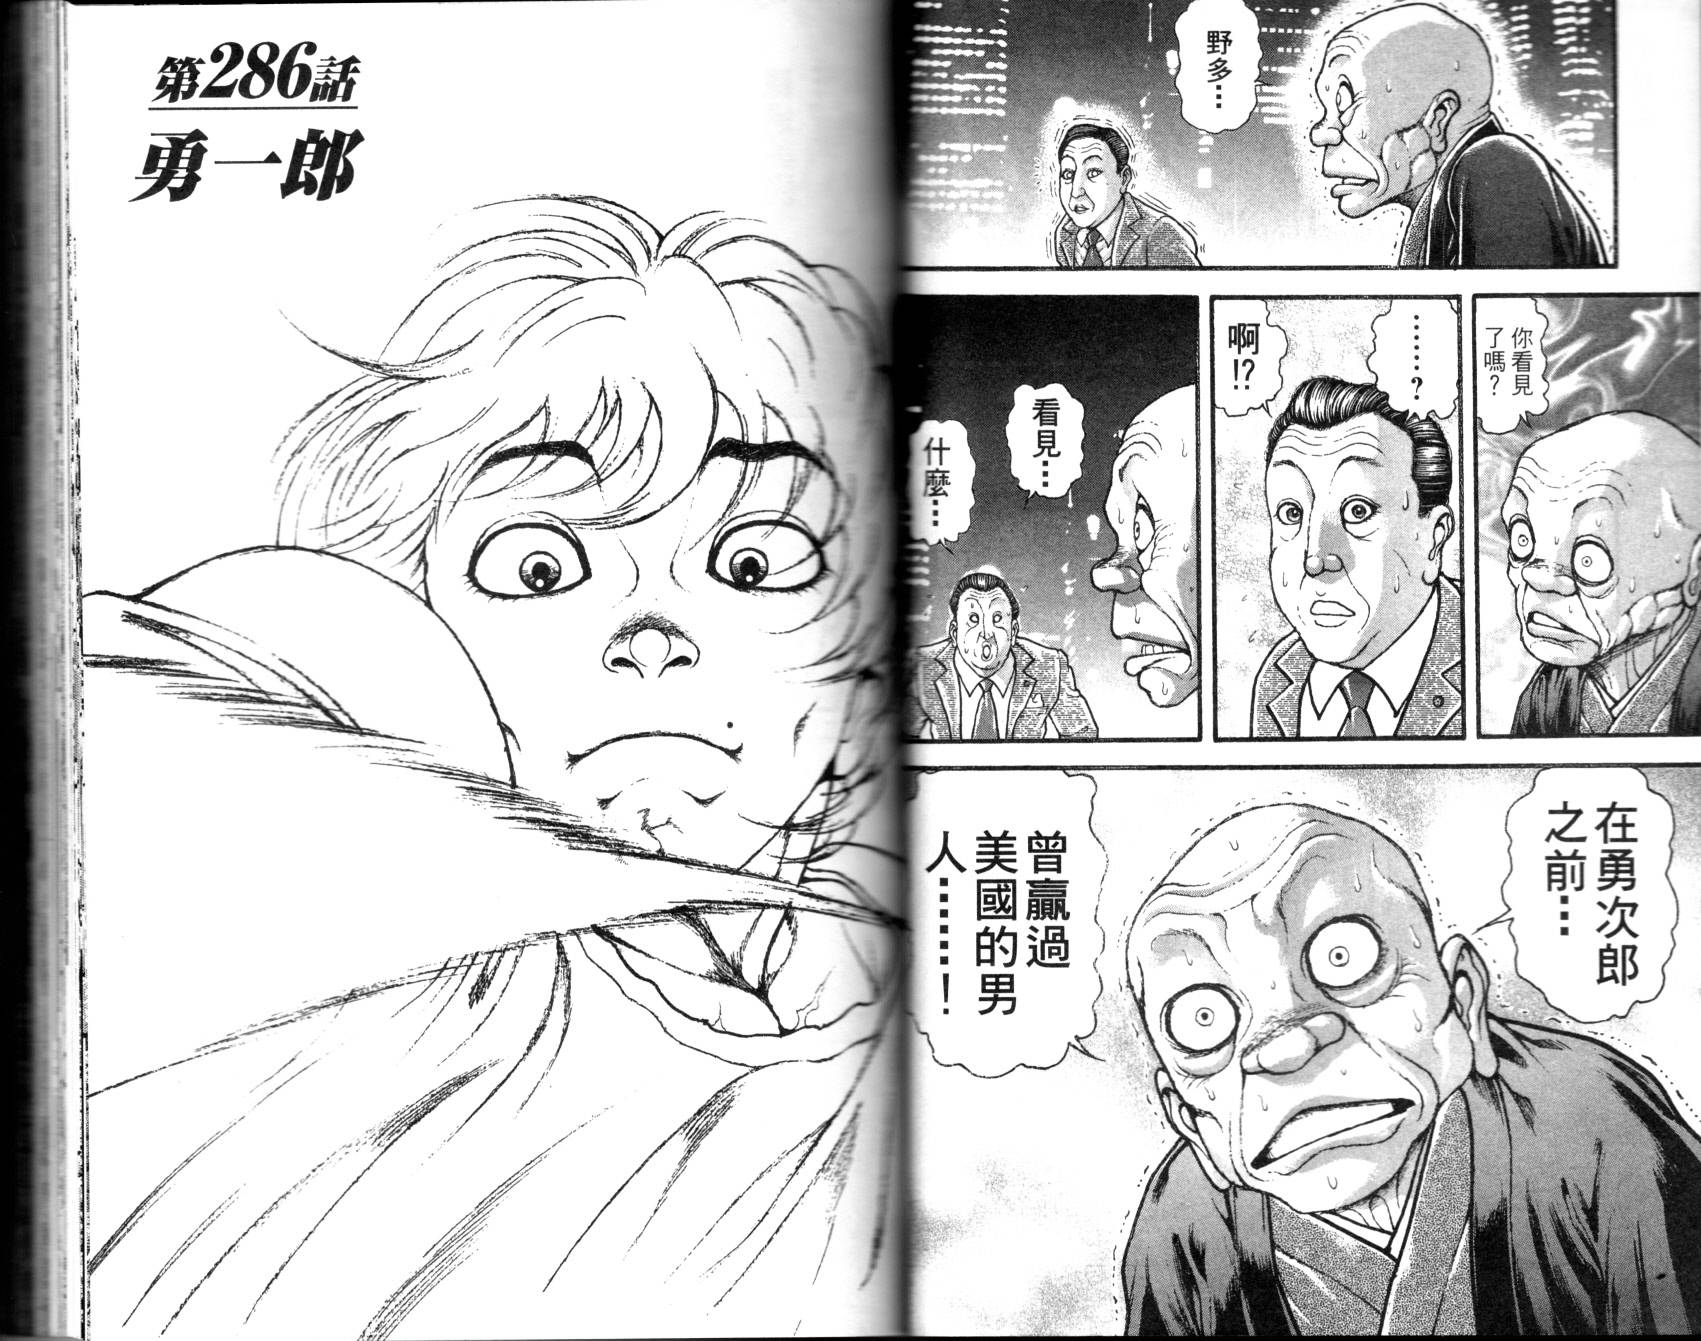 野多…
你看見
了嗎？
……？
啊!?
看見…
什麼…
在勇次郎
之前…
曾贏過
美國的男
人……！
第286話
勇一郎